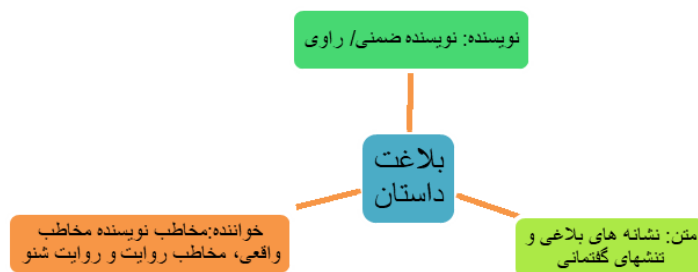 نویسنده: نویسنده ضمنی/ راوی
بلاغت
داستان
خواننده:مخاطب نویسنده مخاطب
واقعی، مخاطب روایت و روایت شنو
متن: نشانه های بلاغی و
تنشهای گفتمانی